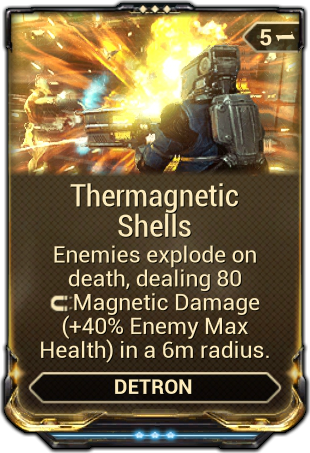 5
Thermagnetic
Shells
Enemies explode on
death, dealing 80
Magnetic Damage
(+40% Enemy Max
Health) in a 6m radius.
DETRON